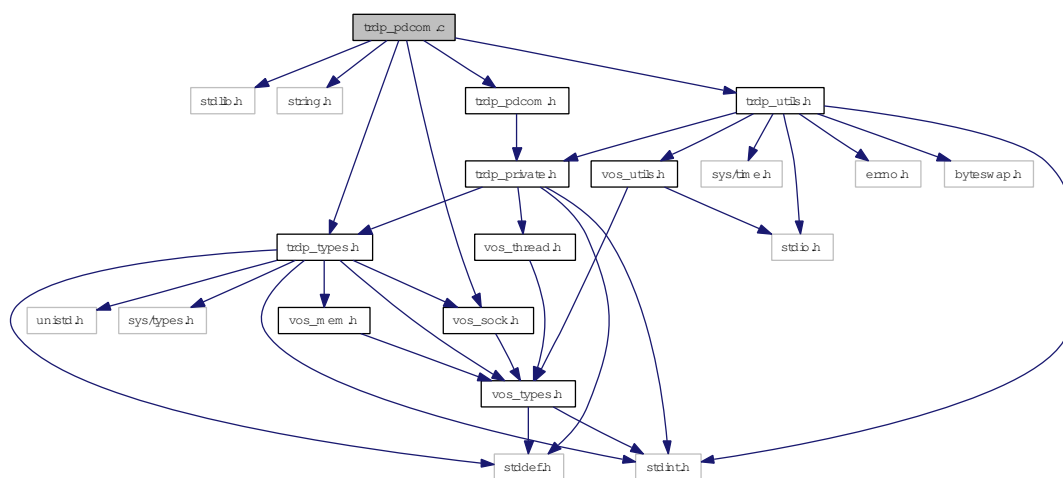 trdp_pdcom.c
stdlib.h
string.h
trdp_pdcom.h
trdp_utils.h
trdp_private.h
vos_utils.h
sys/time.h
errno.h
byteswap.h
trdp_types.h
vos_thread.h
stdio.h
unistd.h
sys/types.h
vos_mem.h
vos_sock.h
vos_types.h
stddef.h
stdint.h